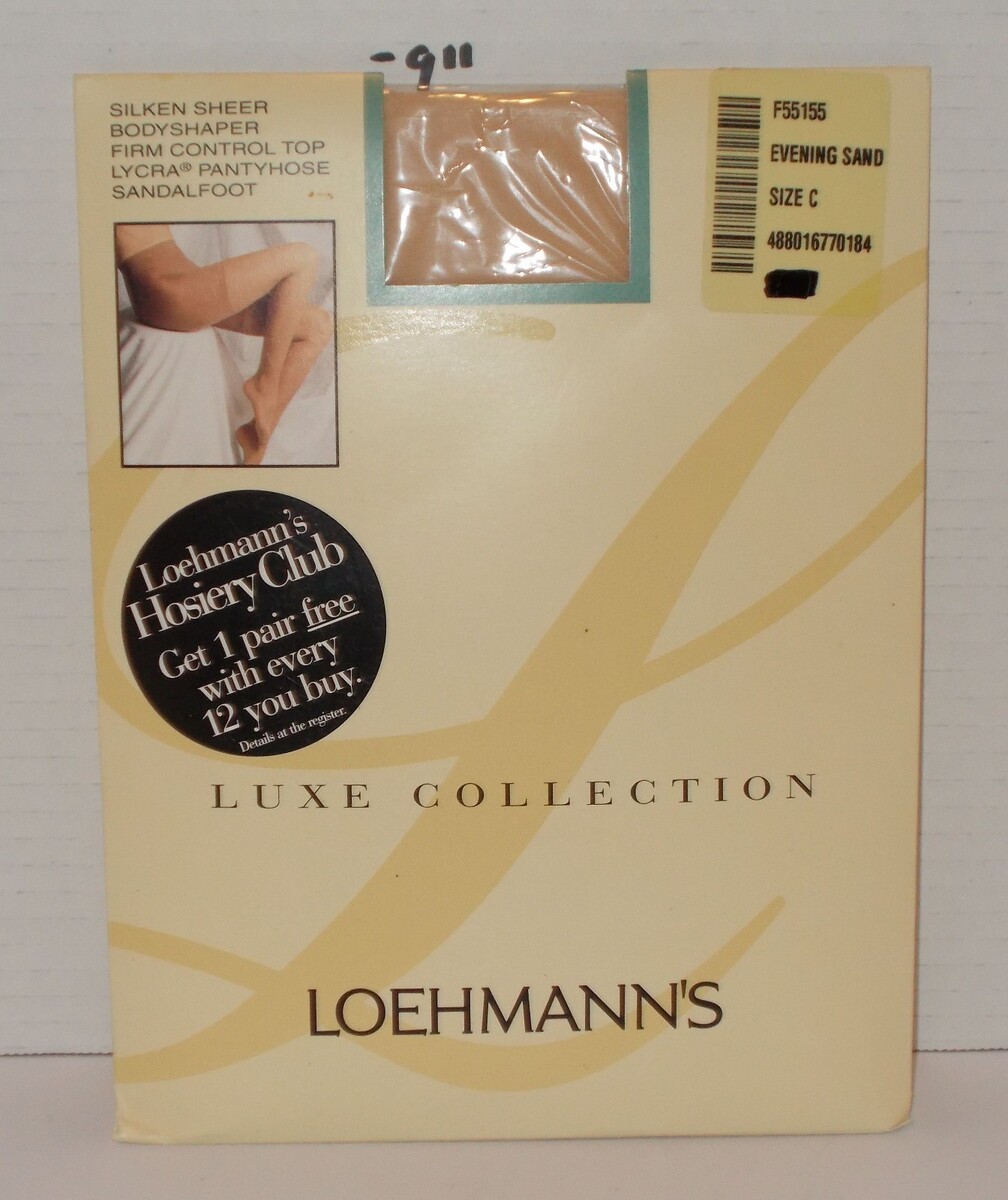 -9"
SILKEN SHEER
BODYSHAPER
FIRM CONTROL TOP
LYCRA® PANTYHOSE
SANDALFOOT
F55155
EVENING SAND
SIZE C
488016770184
Loehmann's
Hosiery Club
Get 1 pair free
with every
12 you buy.
Details at the register.
LUXE COLLECTION
LOEHMANN'S